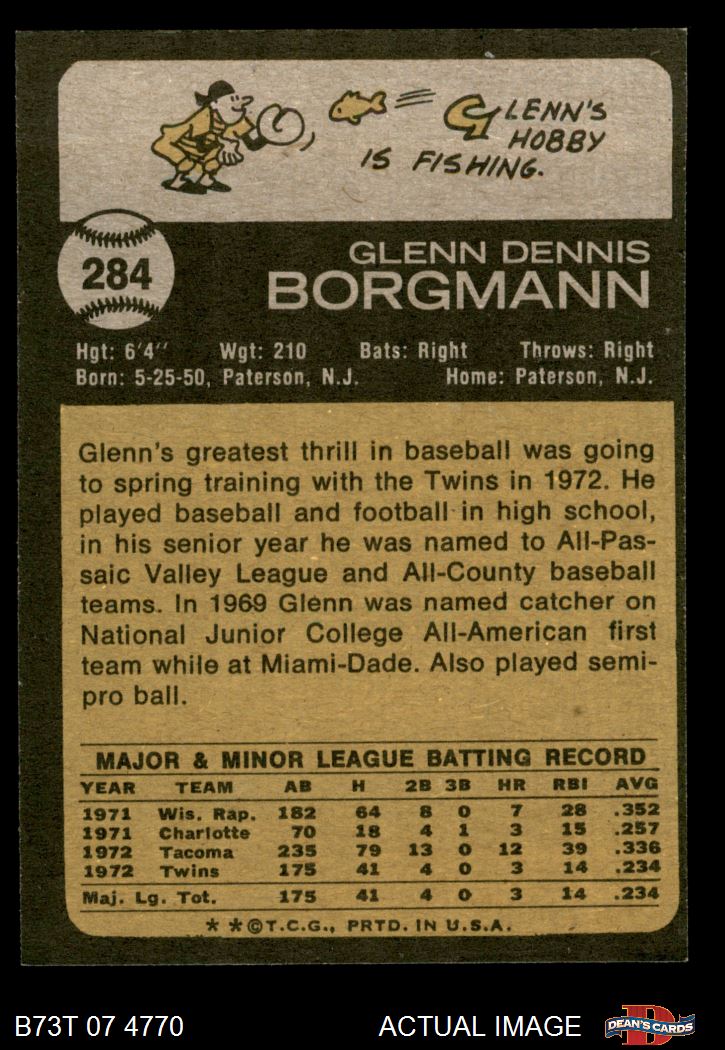 GLENN'S
HOBBY
IS FISHING.
284
GLENN DENNIS
BORGMANN
Hgt: 6'4" Wgt: 210 Bats: Right Throws: Right
Born: 5-25-50, Paterson, N.J. Home: Paterson, N.J.
Glenn's greatest thrill in baseball was going
to spring training with the Twins in 1972. He
played baseball and football in high school,
in his senior year he was named to All-Pas-
saic Valley League and All-County baseball
teams. In 1969 Glenn was named catcher on
National Junior College All-American first
team while at Miami-Dade. Also played semi-
pro ball.
MAJOR & MINOR LEAGUE BATTING RECORD
YEAR TEAM AB H 2B 3B HR RBI AVG
1971 Wis. Rap. 182 64 8 0 7 28 .352
1971 Charlotte 70 18 4 1 3 15 .257
1972 Tacoma 235 79 13 0 12 39 .336
1972 Twins 175 41 4 0 3 14 .234
Maj. Lg. Tot. 175 41 4 0 3 14 .234
* *©T.C.G., PRTD. IN U.S.A.
B73T 07 4770 ACTUAL IMAGE DEAN'S CARDS